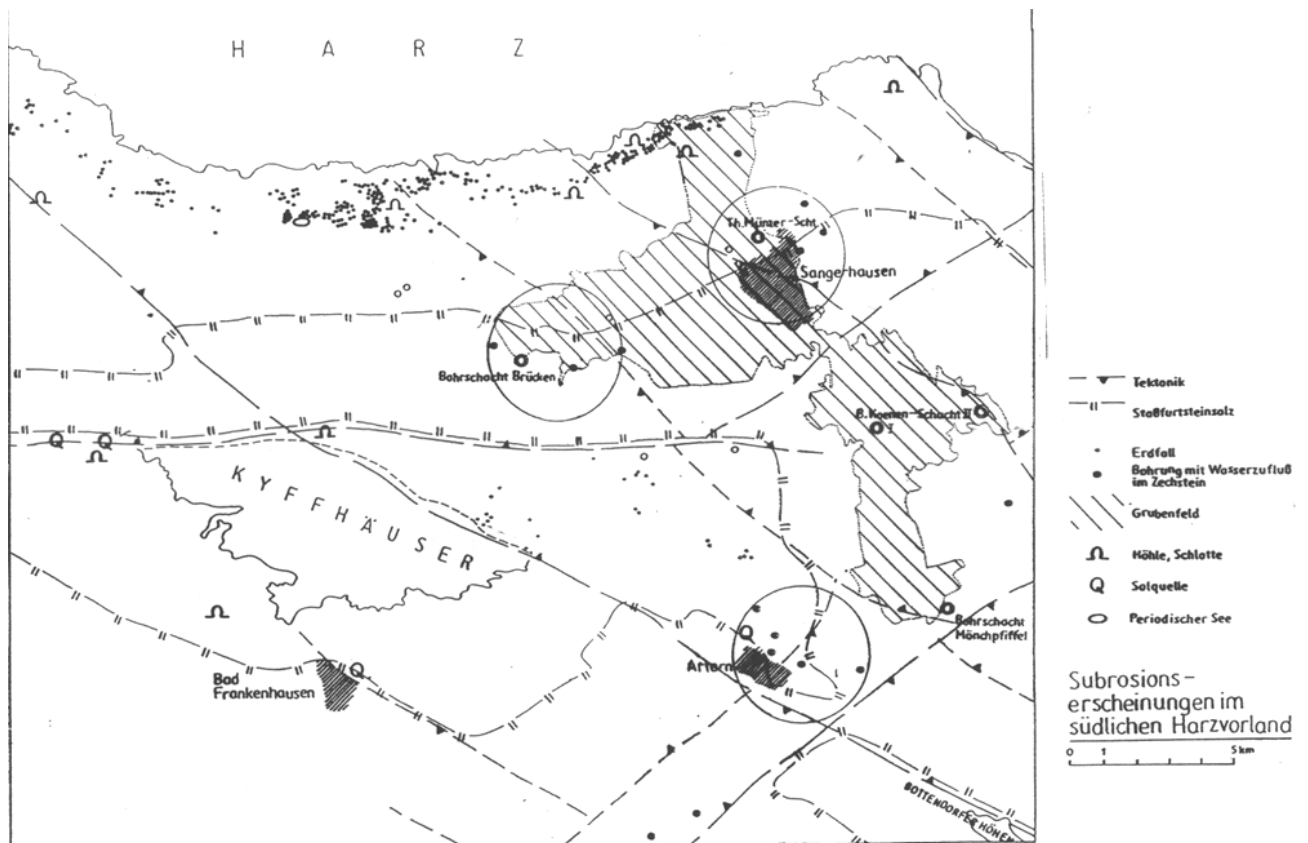 HARZ
Th. Münzer-Scht.
Sangerhausen
Bohrschacht Brücken
B. Koenen-Schacht II
I
KYFFHÄUSER
Bohrschacht
Mönchpfiffel
Artern
Bad
Frankenhausen
BOTTENDORFER HÖHEN
Tektonik
Staßfurtsteinsalz
Erdfall
Bohrung mit Wasserzufluß
im Zechstein
Grubenfeld
Höhle, Schlotte
Solquelle
Periodischer See
Subrosions-
erscheinungen im
südlichen Harzvorland
0 1 5 km